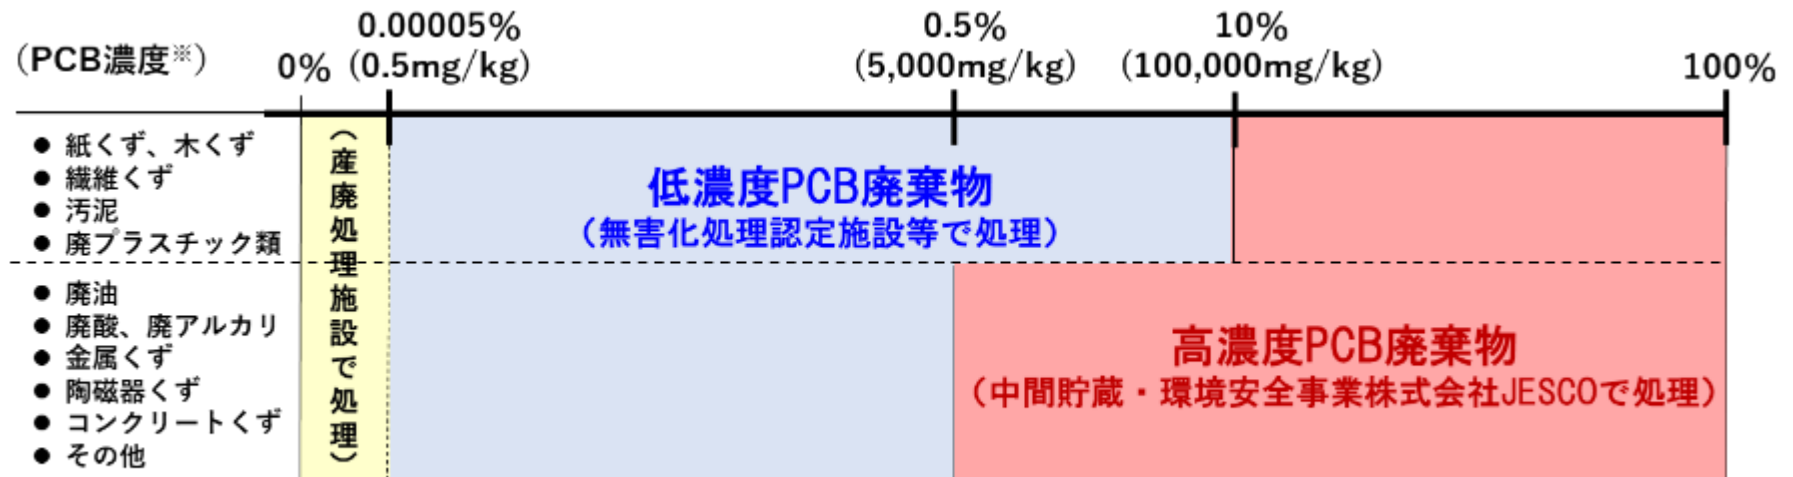 （PCB濃度※）
0%
0.00005%
（0.5mg/kg）
0.5%
（5,000mg/kg）
10%
（100,000mg/kg）
100%
● 紙くず、木くず
● 繊維くず
● 汚泥
● 廃プラスチック類
● 廃油
● 廃酸、廃アルカリ
● 金属くず
● 陶磁器くず
● コンクリートくず
● その他
（産廃処理施設で処理）
低濃度PCB廃棄物
（無害化処理認定施設等で処理）
高濃度PCB廃棄物
（中間貯蔵・環境安全事業株式会社JESCOで処理）